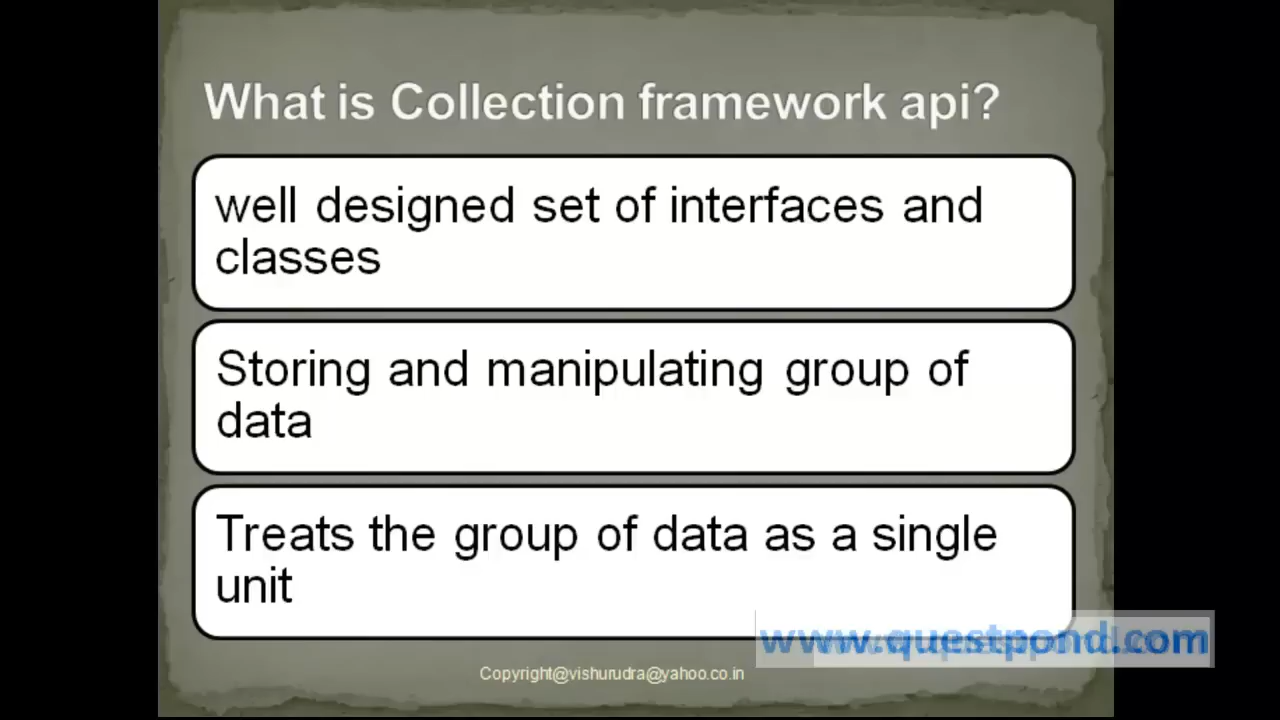 What is Collection framework api?
well designed set of interfaces and
classes
Storing and manipulating group of
data
Treats the group of data as a single
unit
www.questpond.com
Copyright@vishurudra@yahoo.co.in